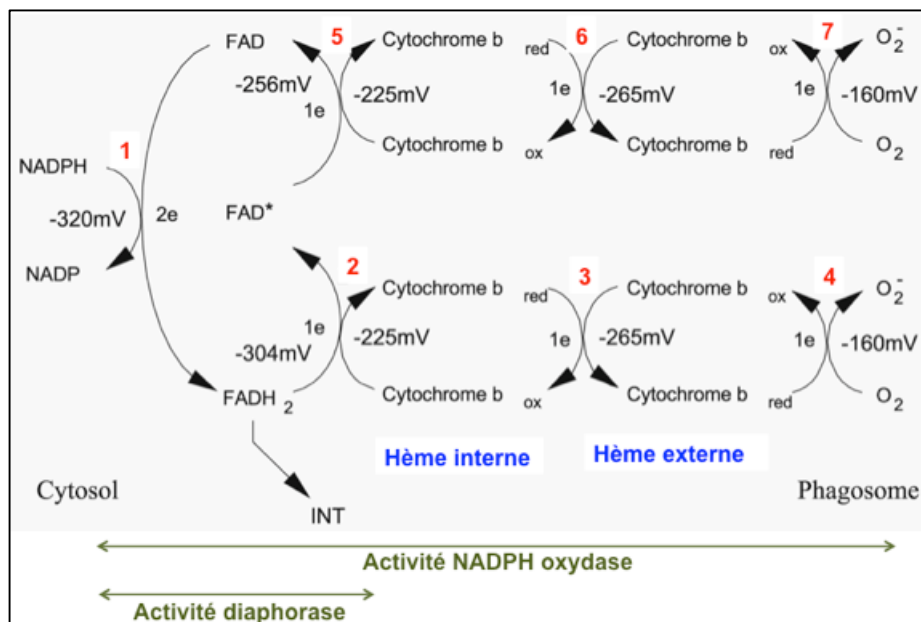 FAD 5 Cytochrome b red 6 Cytochrome b ox 7 O2-
-256mV 1e -225mV 1e -265mV 1e -160mV
Cytochrome b ox Cytochrome b red O2
1
NADPH
-320mV 2e FAD*
NADP
2 Cytochrome b red 3 Cytochrome b ox 4 O2-
1e
-304mV -225mV 1e -265mV 1e -160mV
FADH2 Cytochrome b ox Cytochrome b red O2
Hème interne Hème externe
Cytosol Phagosome
INT
Activité NADPH oxydase
Activité diaphorase